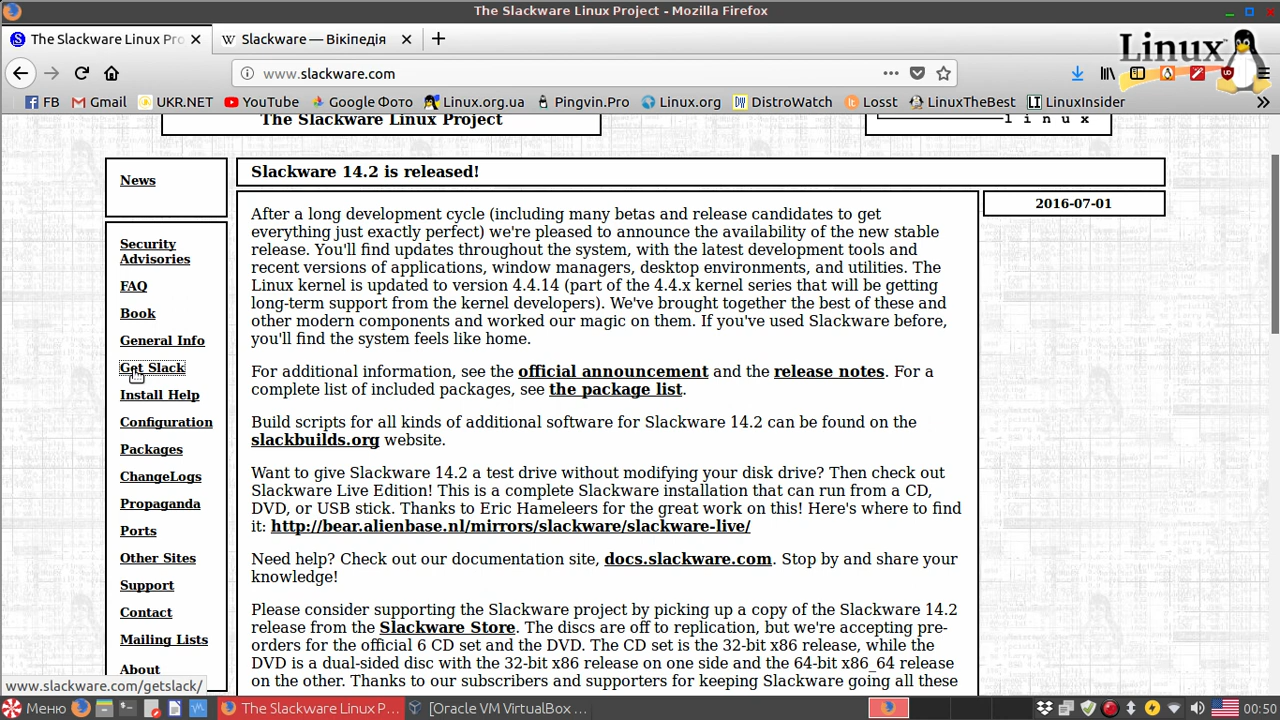 The Slackware Linux Project - Mozilla Firefox
The Slackware Linux Pro
Slackware — Вікіпедія
Linux
www.slackware.com
FB
Gmail
UKR.NET
YouTube
Google Фото
Linux.org.ua
Pingvin.Pro
Linux.org
DistroWatch
Losst
LinuxTheBest
LinuxInsider
The Slackware Linux Project
linux
News
Security
Advisories
FAQ
Book
General Info
Get Slack
Install Help
Configuration
Packages
ChangeLogs
Propaganda
Ports
Other Sites
Support
Contact
Mailing Lists
About
Slackware 14.2 is released!
2016-07-01
After a long development cycle (including many betas and release candidates to get
everything just exactly perfect) we're pleased to announce the availability of the new stable
release. You'll find updates throughout the system, with the latest development tools and
recent versions of applications, window managers, desktop environments, and utilities. The
Linux kernel is updated to version 4.4.14 (part of the 4.4.x kernel series that will be getting
long-term support from the kernel developers). We've brought together the best of these and
other modern components and worked our magic on them. If you've used Slackware before,
you'll find the system feels like home.
For additional information, see the official announcement and the release notes. For a
complete list of included packages, see the package list.
Build scripts for all kinds of additional software for Slackware 14.2 can be found on the
slackbuilds.org website.
Want to give Slackware 14.2 a test drive without modifying your disk drive? Then check out
Slackware Live Edition! This is a complete Slackware installation that can run from a CD,
DVD, or USB stick. Thanks to Eric Hameleers for the great work on this! Here's where to find
it: http://bear.alienbase.nl/mirrors/slackware/slackware-live/
Need help? Check out our documentation site, docs.slackware.com. Stop by and share your
knowledge!
Please consider supporting the Slackware project by picking up a copy of the Slackware 14.2
release from the Slackware Store. The discs are off to replication, but we're accepting pre-
orders for the official 6 CD set and the DVD. The CD set is the 32-bit x86 release, while the
DVD is a dual-sided disc with the 32-bit x86 release on one side and the 64-bit x86_64 release
on the other. Thanks to our subscribers and supporters for keeping Slackware going all these
www.slackware.com/getslack/
Меню
The Slackware Linux P...
[Oracle VM VirtualBox ...
00:50